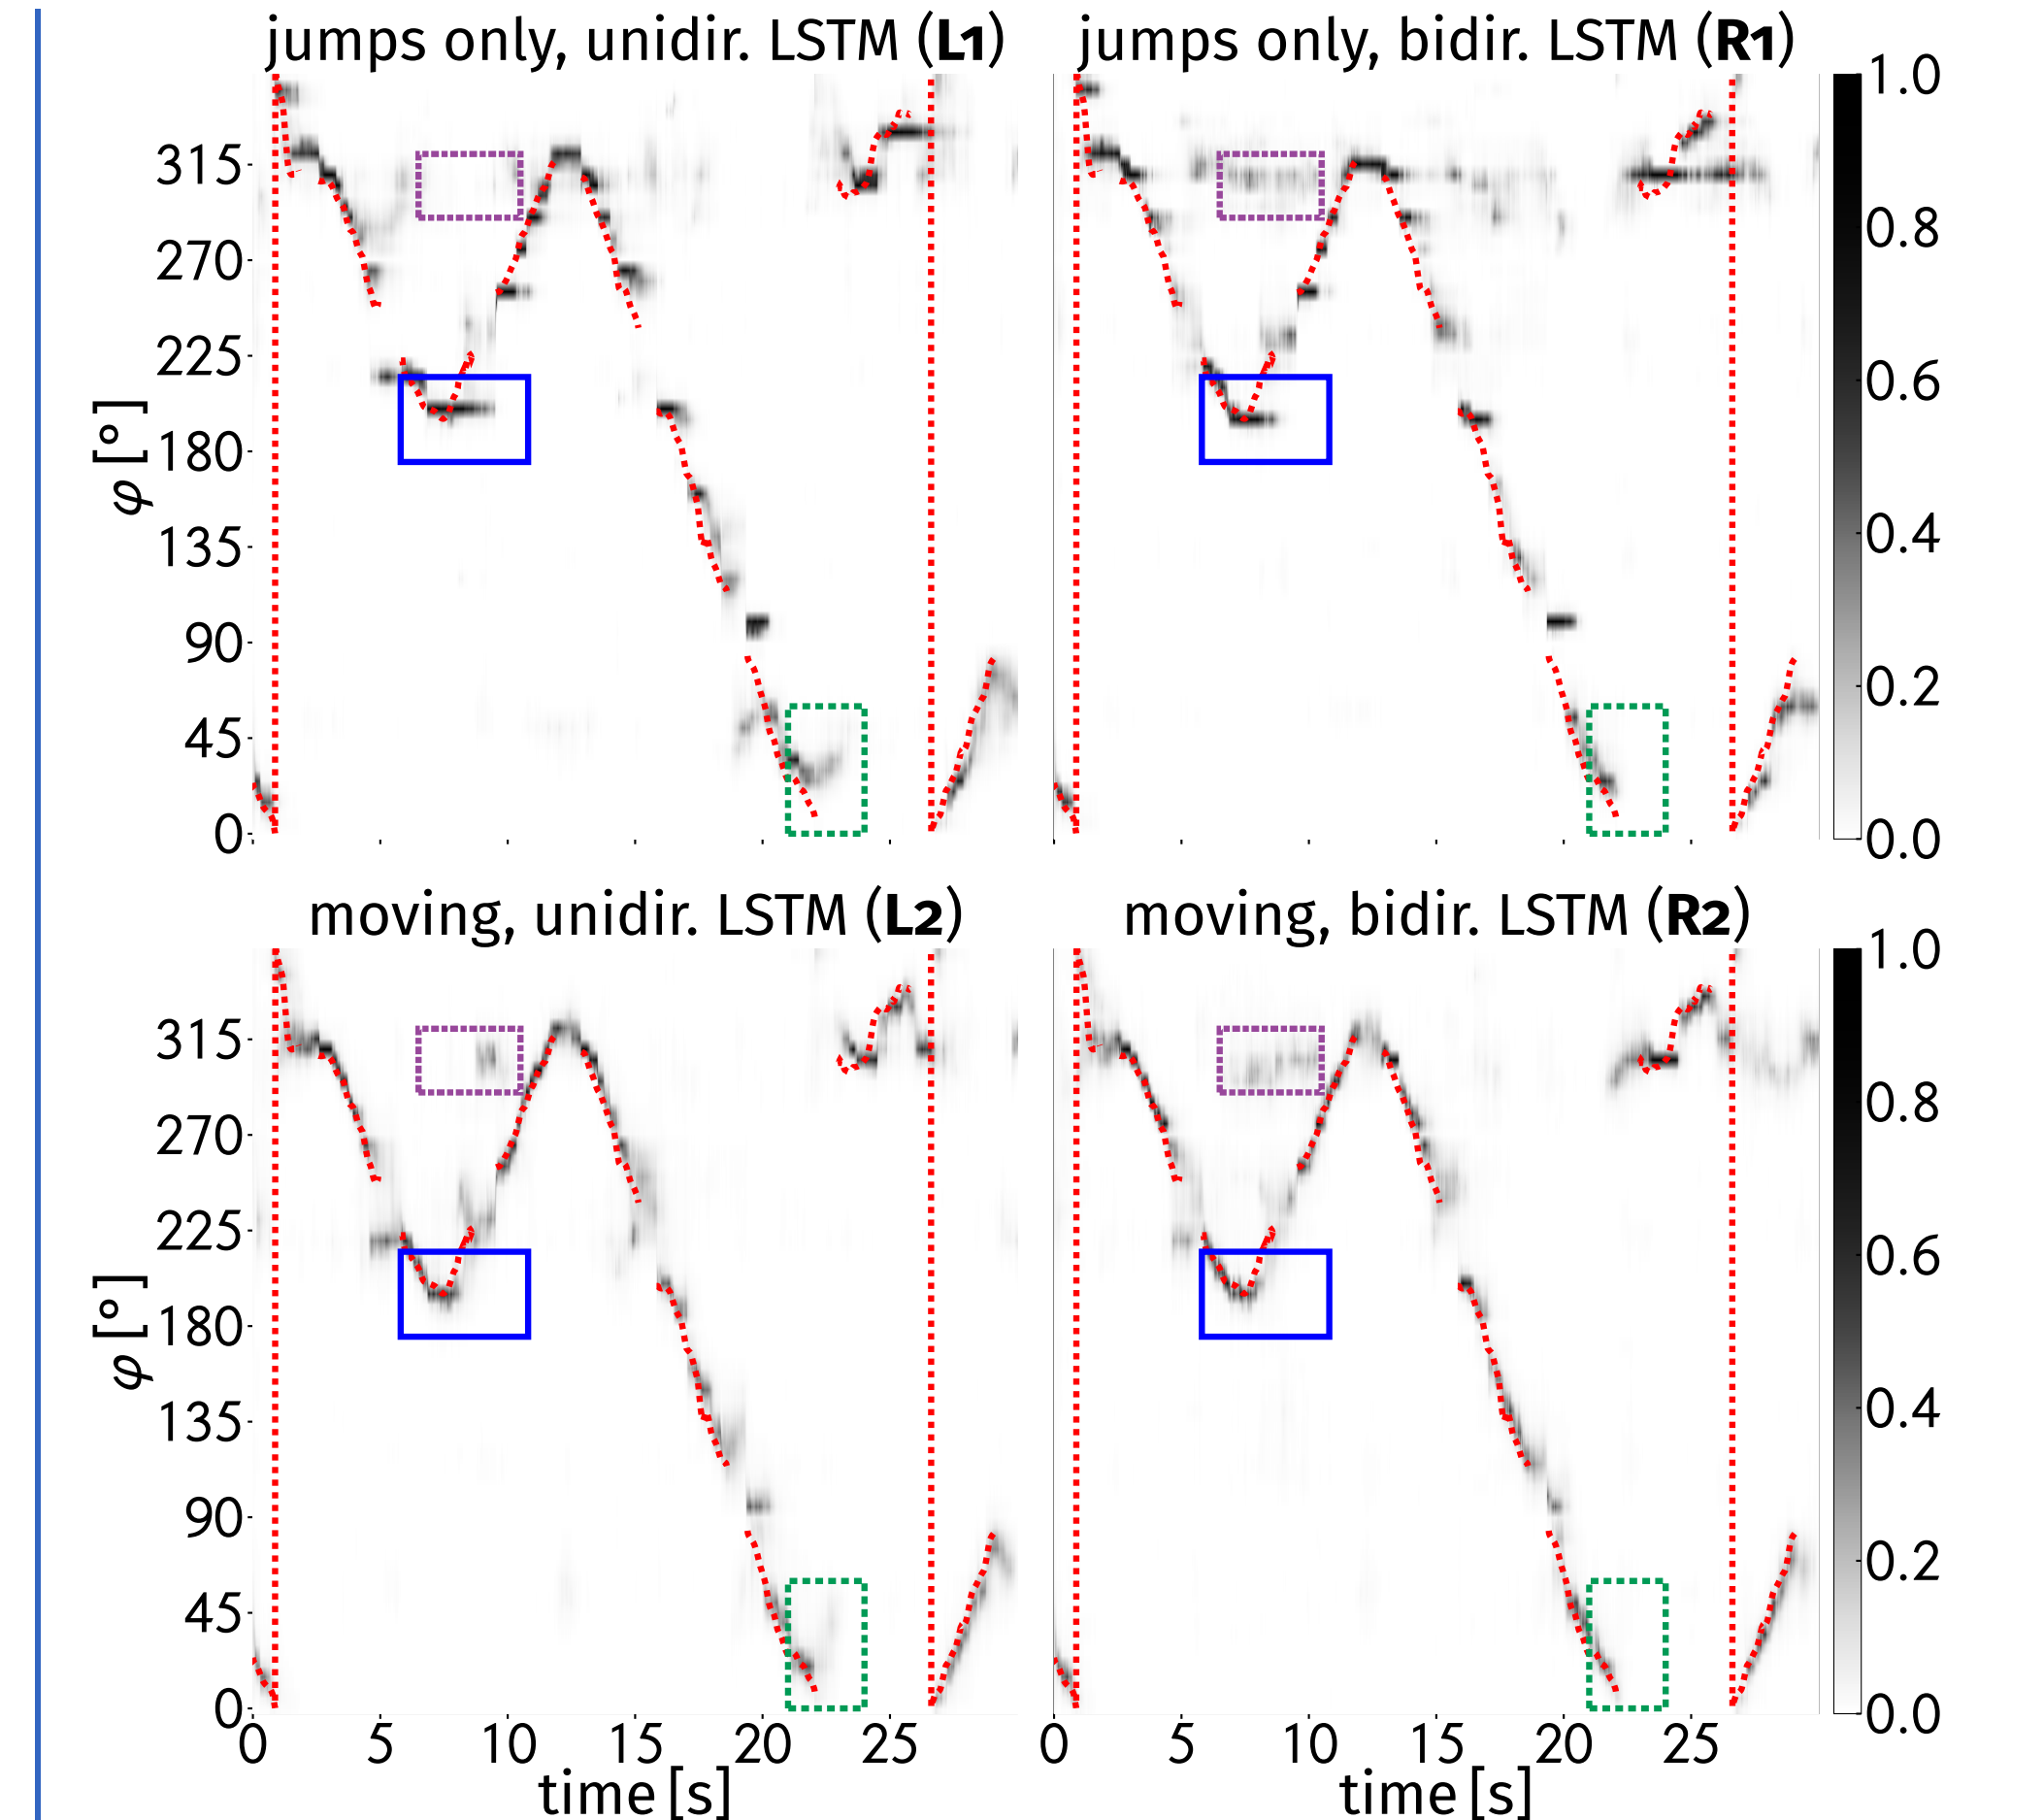 jumps only, unidir. LSTM (L1)
jumps only, bidir. LSTM (R1)
φ [°]
315
270
225
180
135
90
45
0
1.0
0.8
0.6
0.4
0.2
0.0
moving, unidir. LSTM (L2)
moving, bidir. LSTM (R2)
φ [°]
315
270
225
180
135
90
45
0
1.0
0.8
0.6
0.4
0.2
0.0
0 5 10 15 20 25
0 5 10 15 20 25
time [s]
time [s]